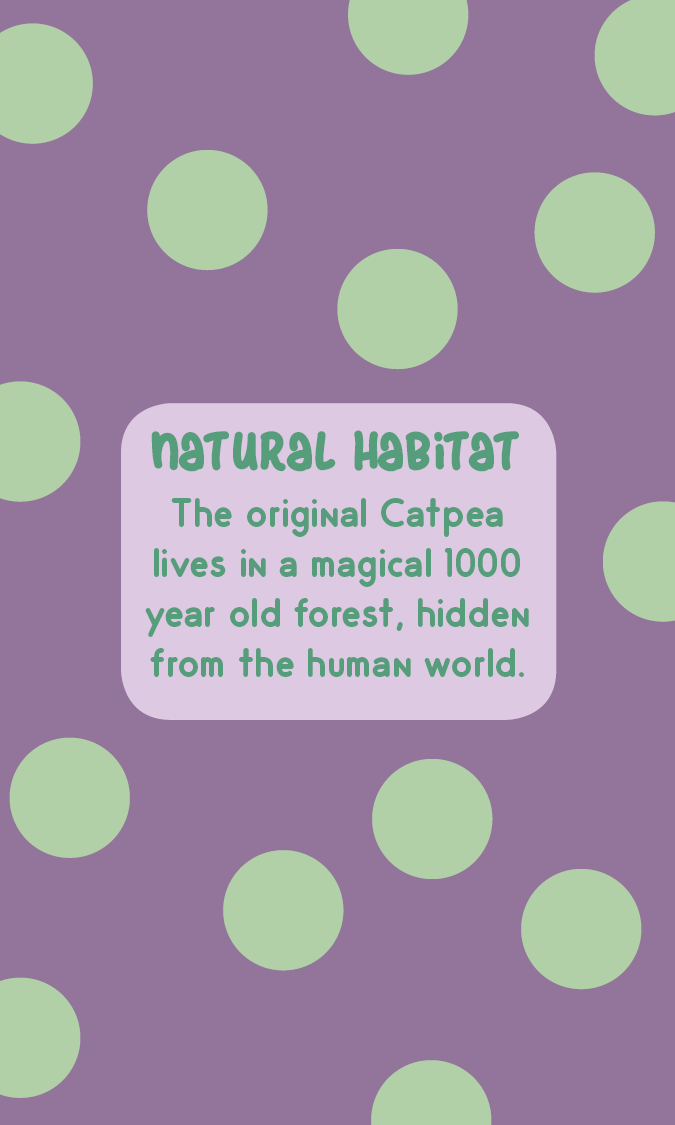 NATURAL HABITAT
The original Catpea
lives in a magical 1000
year old forest, hidden
from the human world.